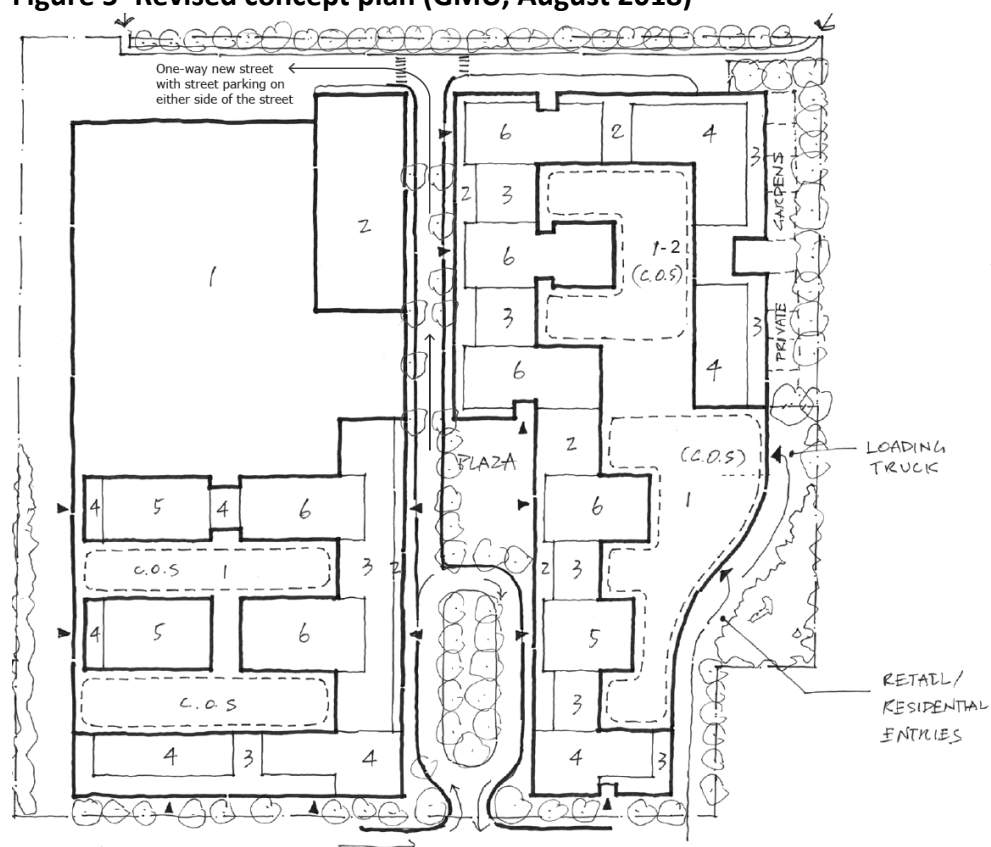 Figure 5- Revised concept plan (GMU, August 2018)
One-way new street
with street parking on
either side of the street
6
2
4
3
GARDENS
2
3
2
1
6
1-2
(C.O.S)
3
3
PRIVATE
6
4
2
PLAZA
(C.O.S)
LOADING
TRUCK
4
5
4
6
6
1
C.O.S
1
3
2
2
3
4
5
6
5
C.O.S
3
RETAIL/
RESIDENTIAL
ENTRIES
4
3
4
4
3